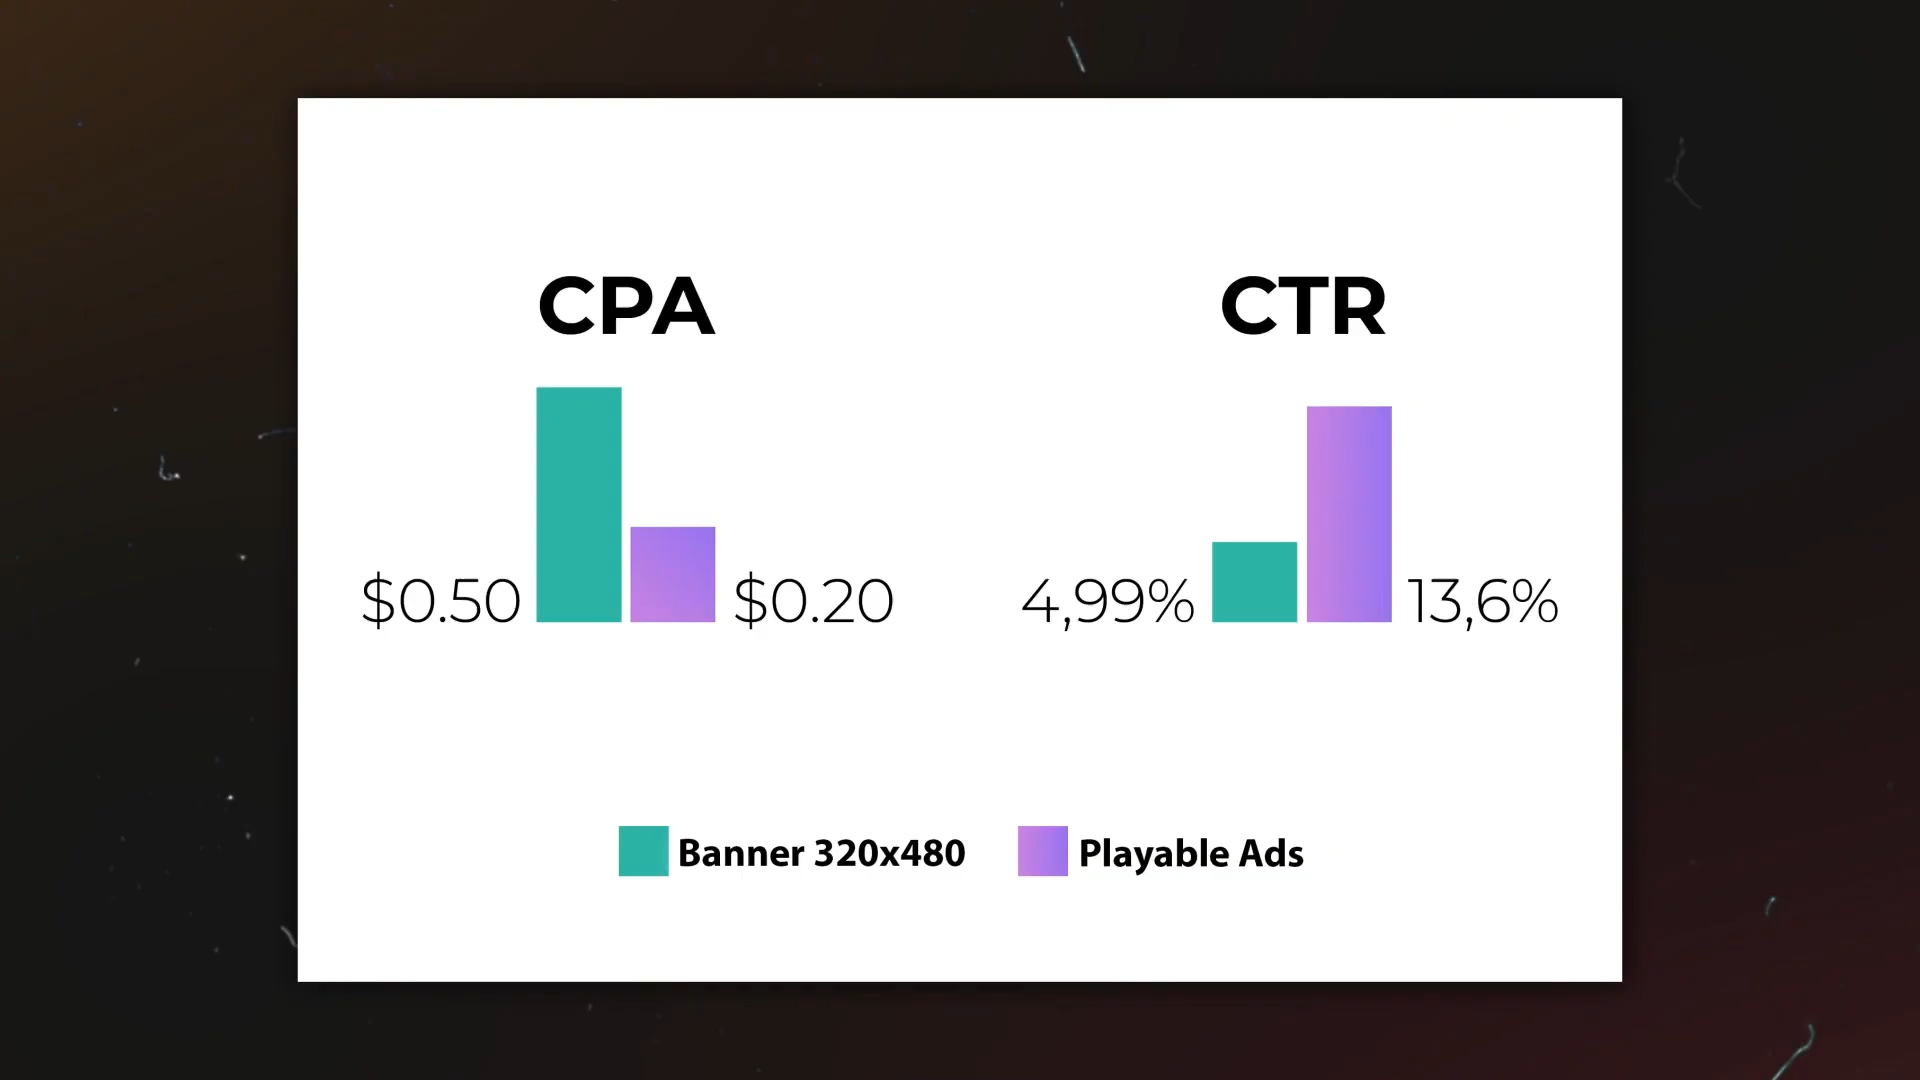 CPA
CTR
$0.50
$0.20
4,99%
13,6%
Banner 320x480
Playable Ads